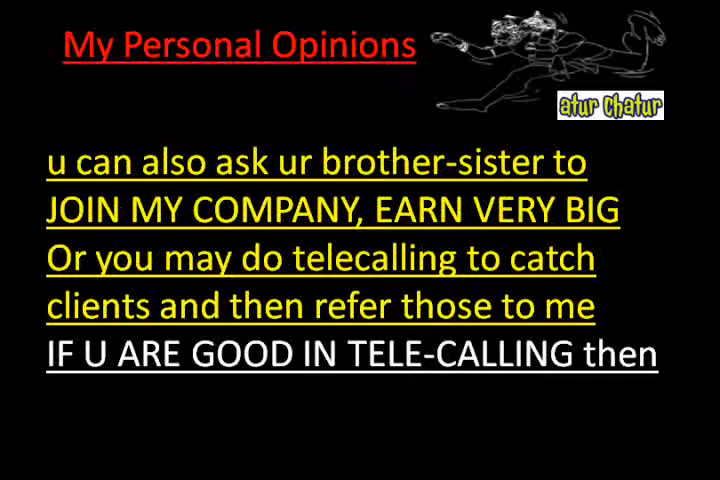 My Personal Opinions
atur chatur
u can also ask ur brother-sister to
JOIN MY COMPANY, EARN VERY BIG
Or you may do telecalling to catch
clients and then refer those to me
IF U ARE GOOD IN TELE-CALLING then